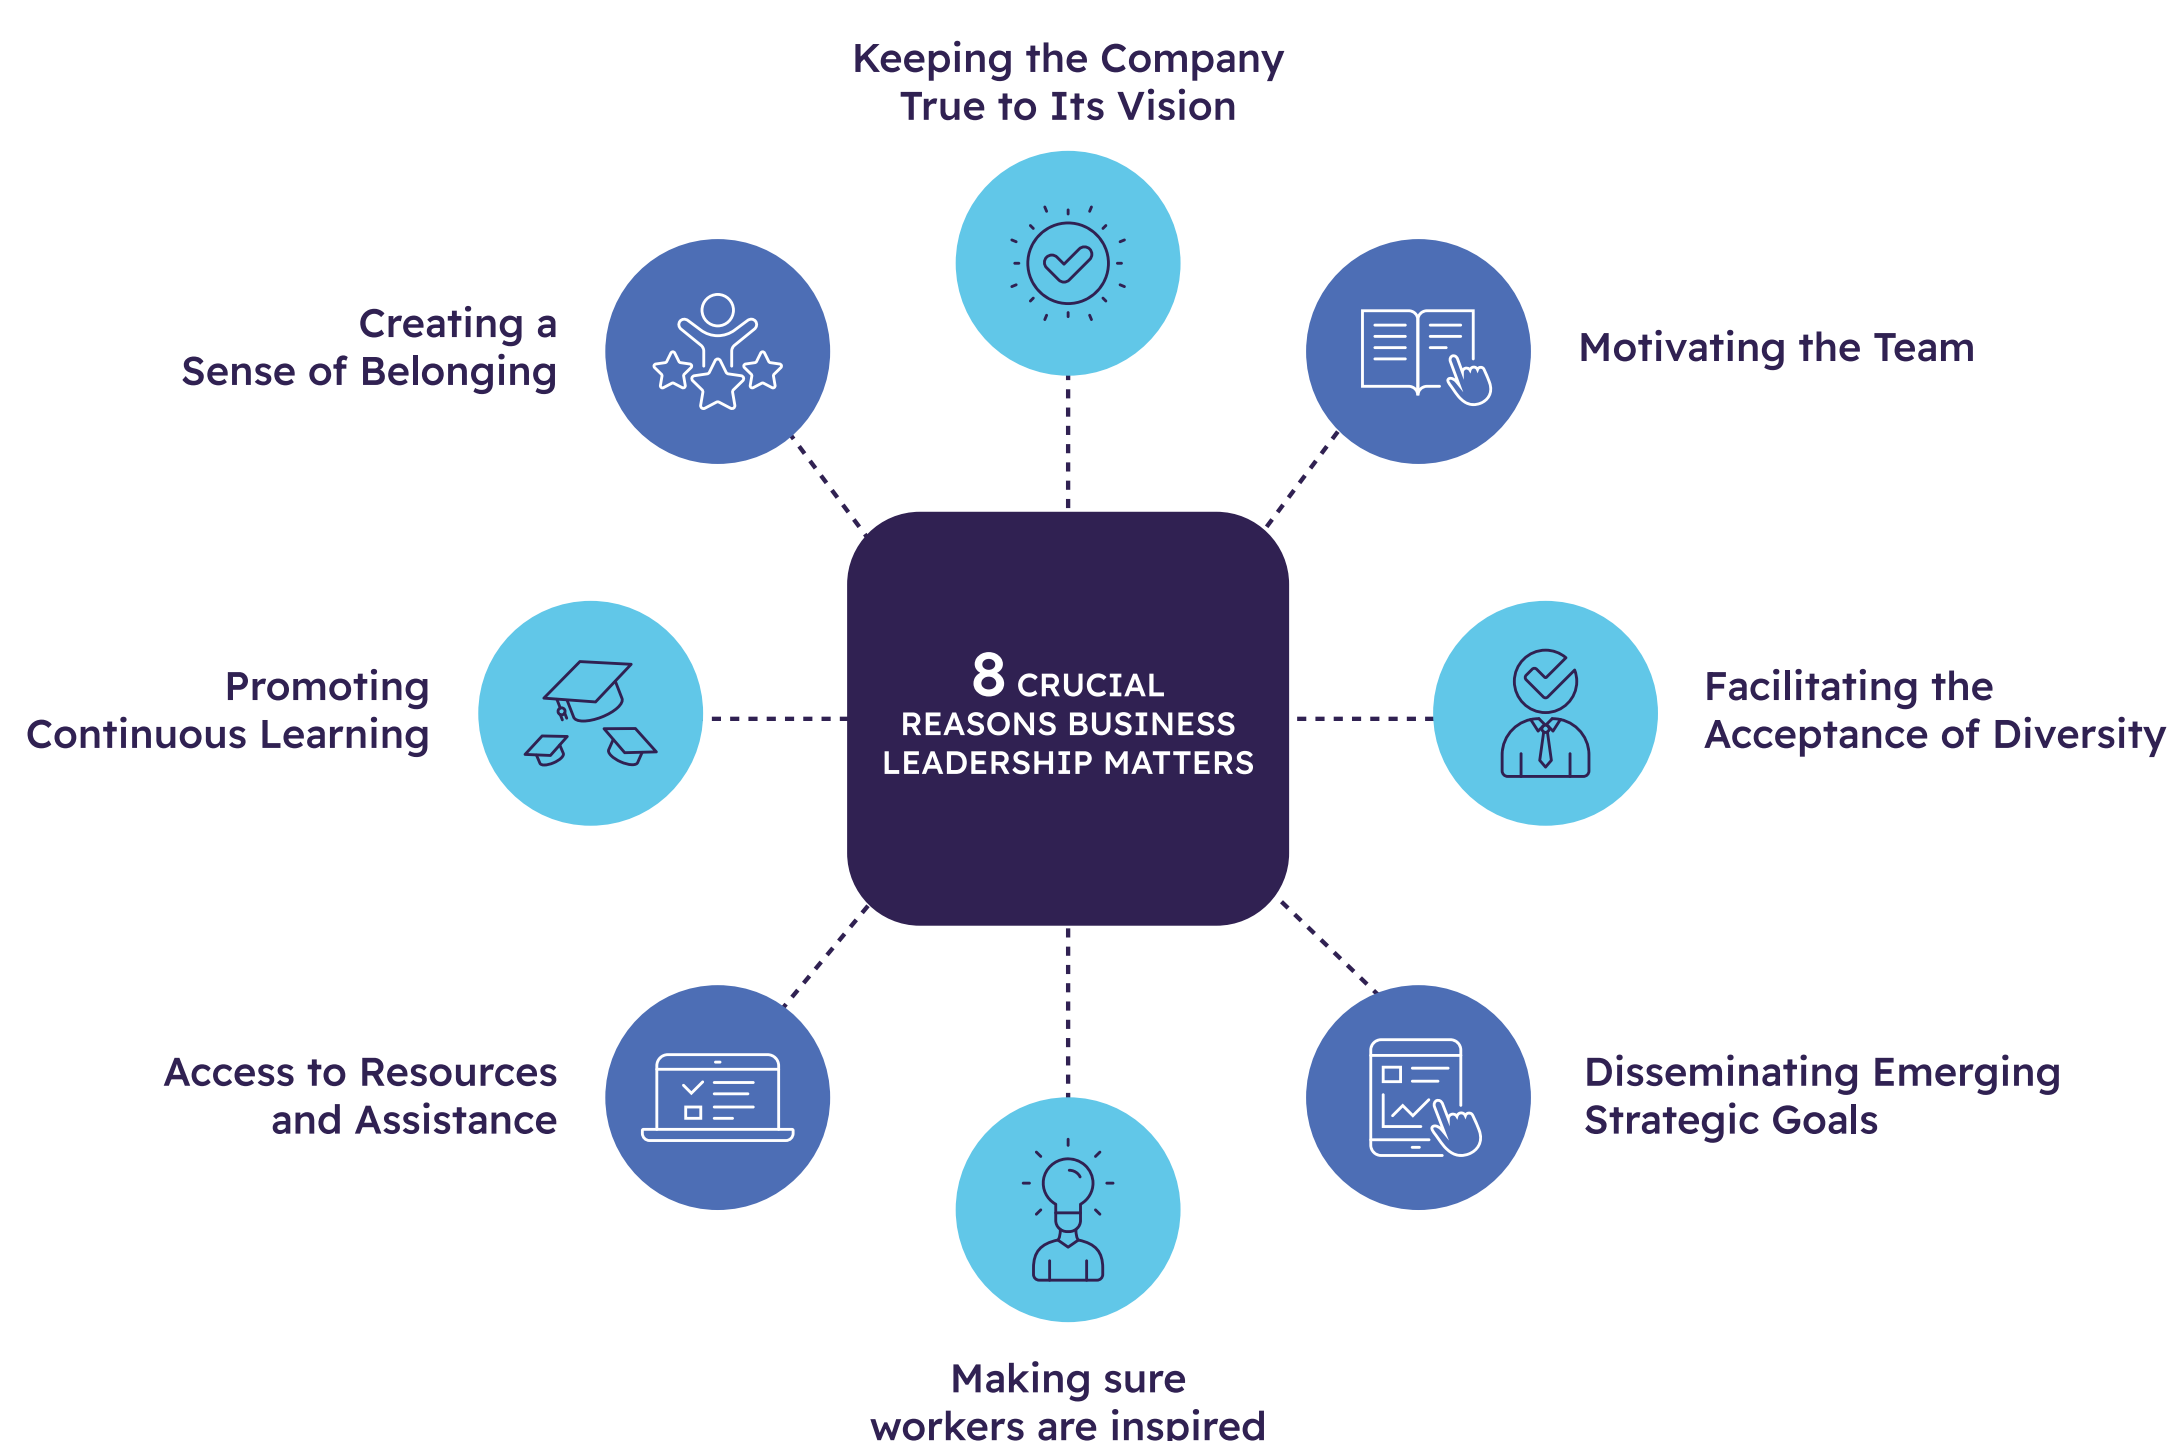 Keeping the Company
True to Its Vision
Creating a
Sense of Belonging
Motivating the Team
Promoting
Continuous Learning
8 CRUCIAL
REASONS BUSINESS
LEADERSHIP MATTERS
Facilitating the
Acceptance of Diversity
Access to Resources
and Assistance
Disseminating Emerging
Strategic Goals
Making sure
workers are inspired